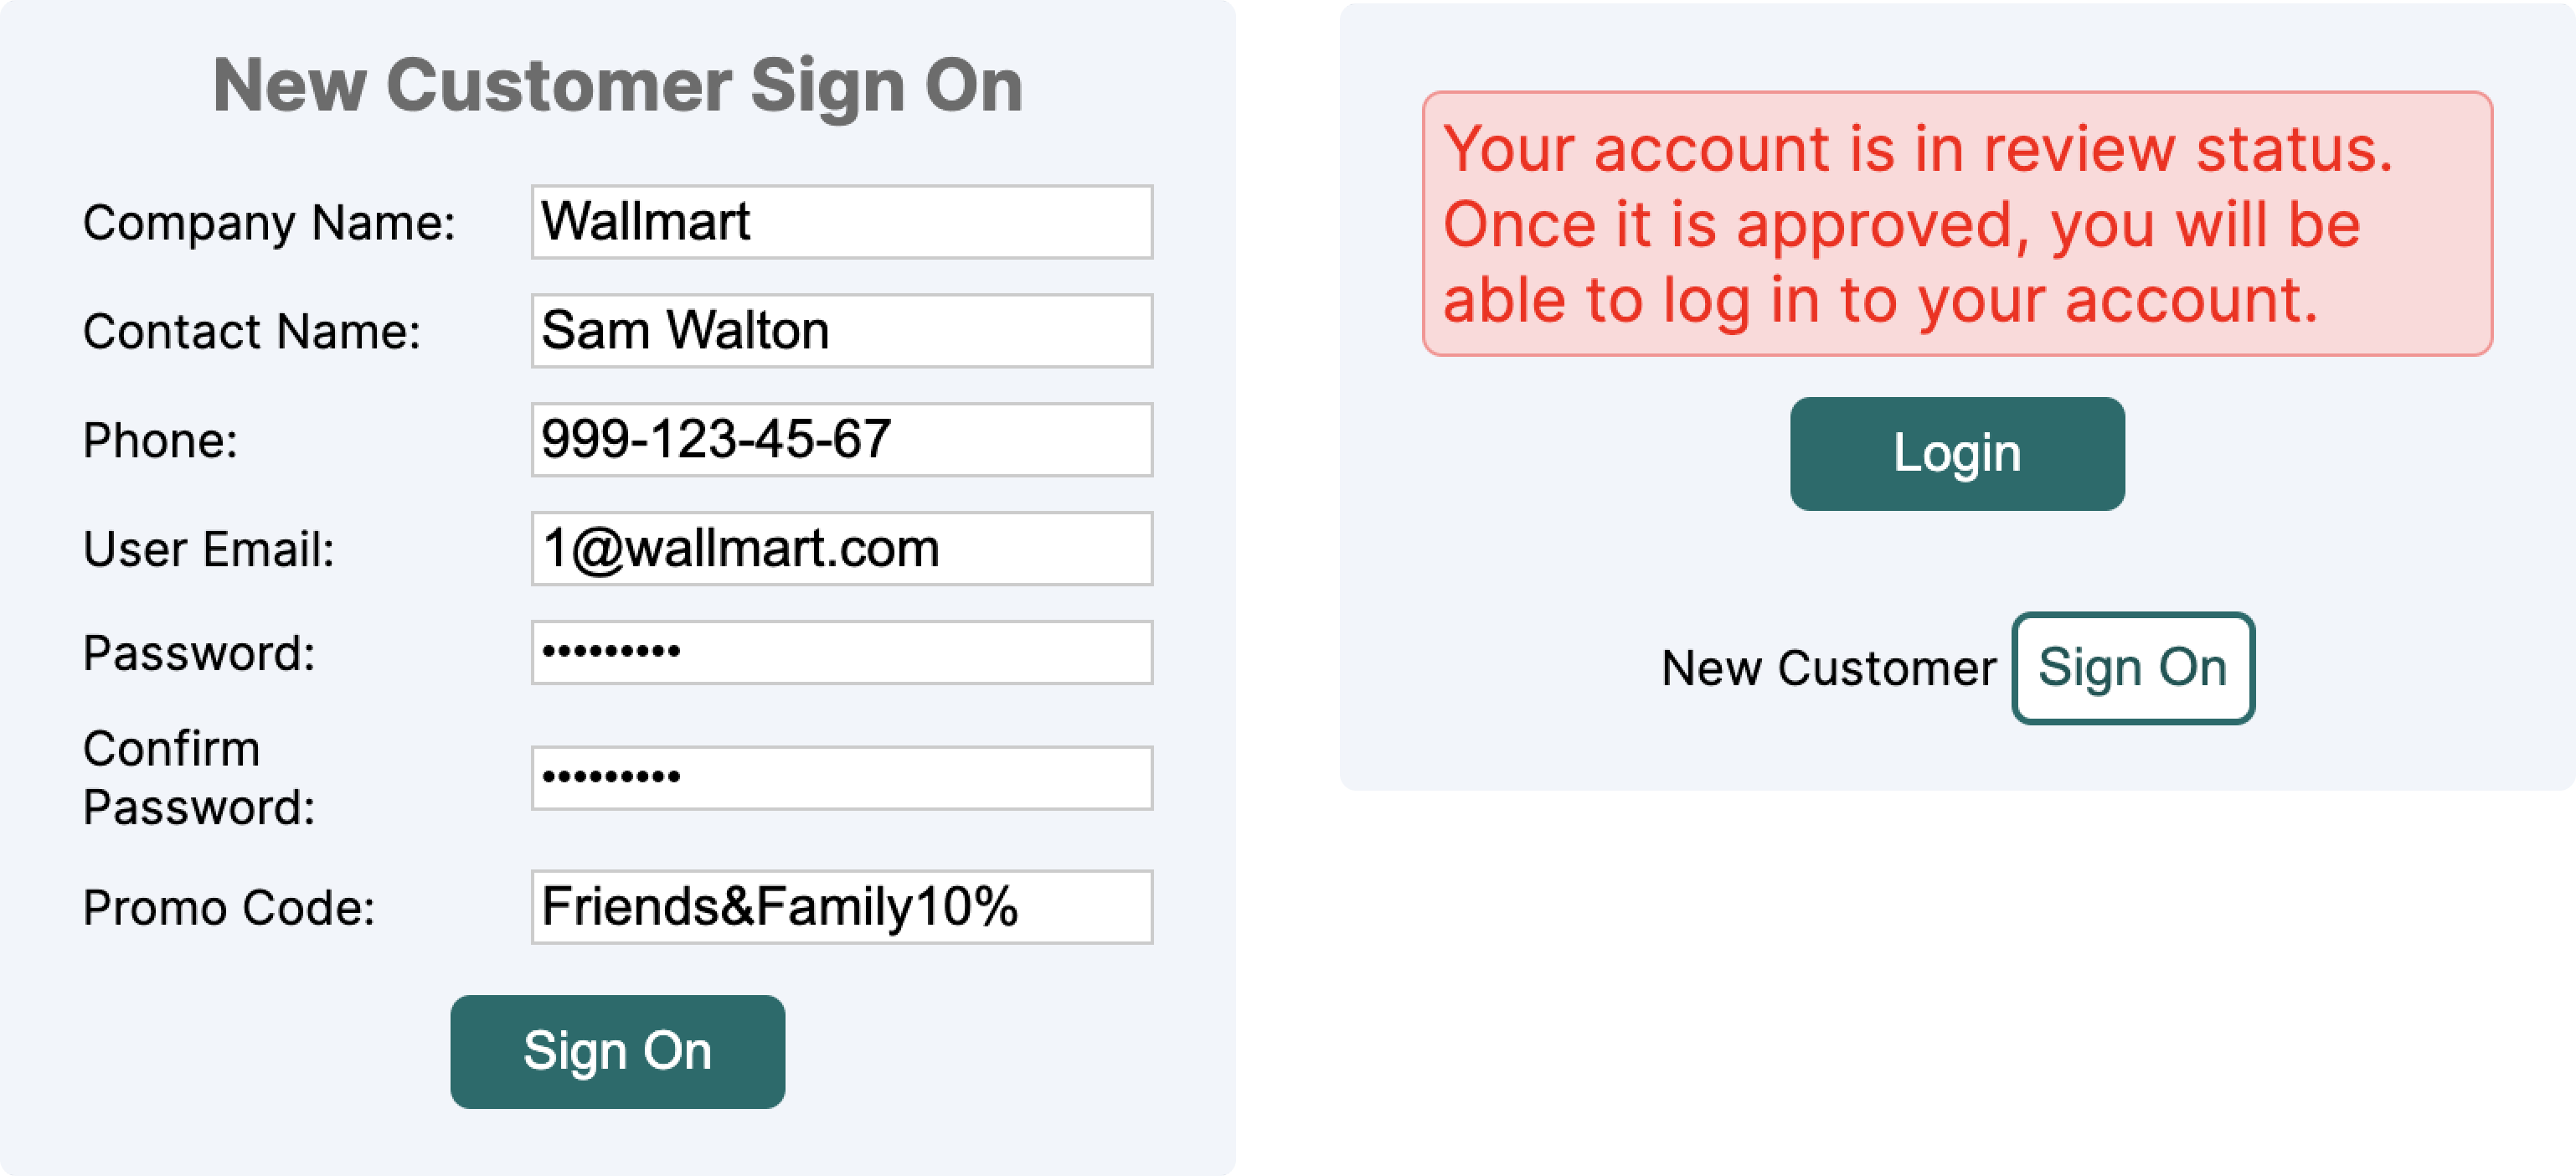 New Customer Sign On
Company Name: Wallmart
Contact Name: Sam Walton
Phone: 999-123-45-67
User Email: 1@wallmart.com
Password: •••••••••
Confirm
Password: •••••••••
Promo Code: Friends&Family10%
Sign On
Your account is in review status.
Once it is approved, you will be
able to log in to your account.
Login
New Customer Sign On